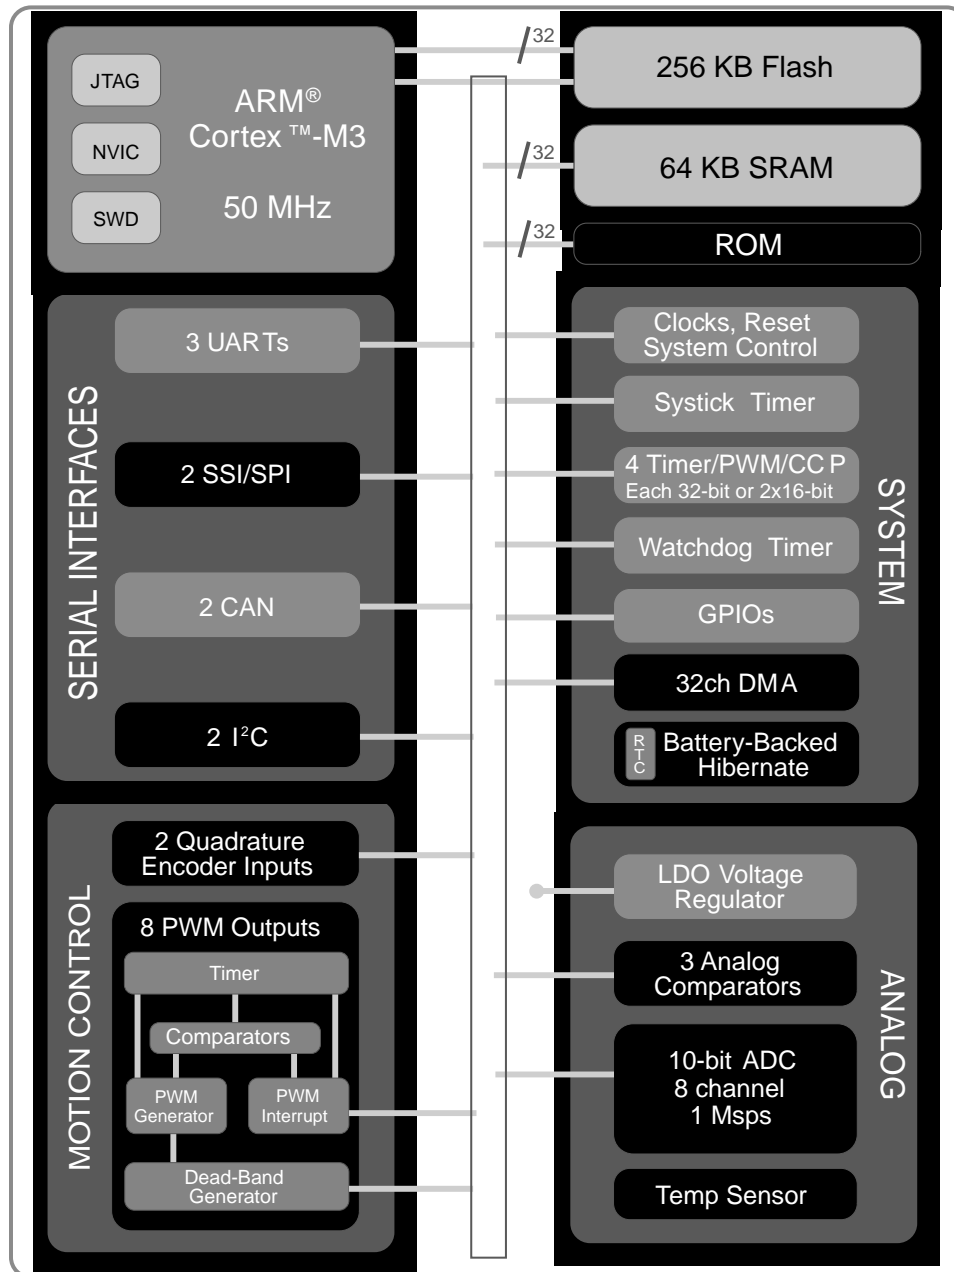 JTAG
NVIC
SWD
ARM®
Cortex™-M3
50 MHz
32
256 KB Flash
32
64 KB SRAM
32
ROM
SERIAL INTERFACES
3 UARTs
2 SSI/SPI
2 CAN
2 I²C
Clocks, Reset
System Control
Systick Timer
4 Timer/PWM/CCP
Each 32-bit or 2x16-bit
Watchdog Timer
GPIOs
32ch DMA
RTC
Battery-Backed
Hibernate
SYSTEM
MOTION CONTROL
2 Quadrature
Encoder Inputs
8 PWM Outputs
Timer
Comparators
PWM
Generator
PWM
Interrupt
Dead-Band
Generator
LDO Voltage
Regulator
3 Analog
Comparators
10-bit ADC
8 channel
1 Msps
Temp Sensor
ANALOG